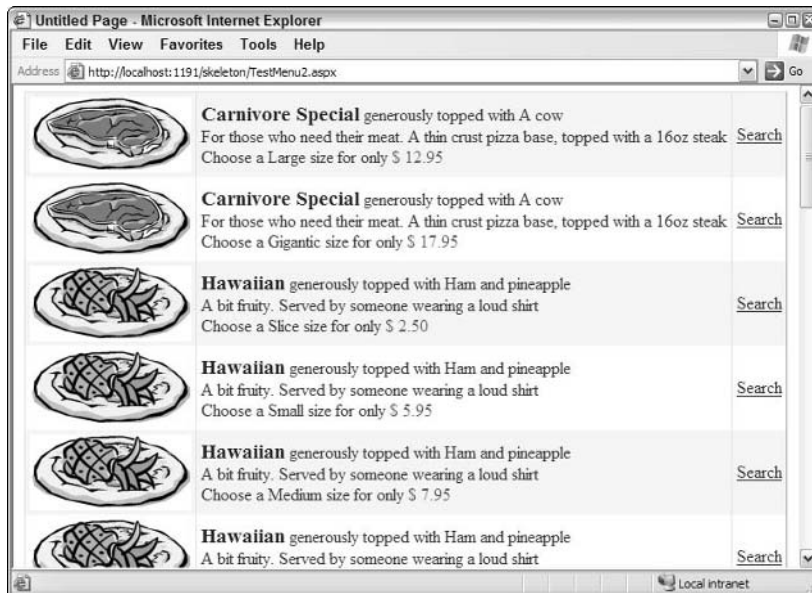 Untitled Page - Microsoft Internet Explorer
File Edit View Favorites Tools Help
Address http://localhost:1191/skeleton/TestMenu2.aspx Go
Carnivore Special generously topped with A cow
For those who need their meat. A thin crust pizza base, topped with a 16oz steak
Choose a Large size for only $ 12.95
Search
Carnivore Special generously topped with A cow
For those who need their meat. A thin crust pizza base, topped with a 16oz steak
Choose a Gigantic size for only $ 17.95
Search
Hawaiian generously topped with Ham and pineapple
A bit fruity. Served by someone wearing a loud shirt
Choose a Slice size for only $ 2.50
Search
Hawaiian generously topped with Ham and pineapple
A bit fruity. Served by someone wearing a loud shirt
Choose a Small size for only $ 5.95
Search
Hawaiian generously topped with Ham and pineapple
A bit fruity. Served by someone wearing a loud shirt
Choose a Medium size for only $ 7.95
Search
Hawaiian generously topped with Ham and pineapple
A bit fruity. Served by someone wearing a loud shirt
Search
Local intranet